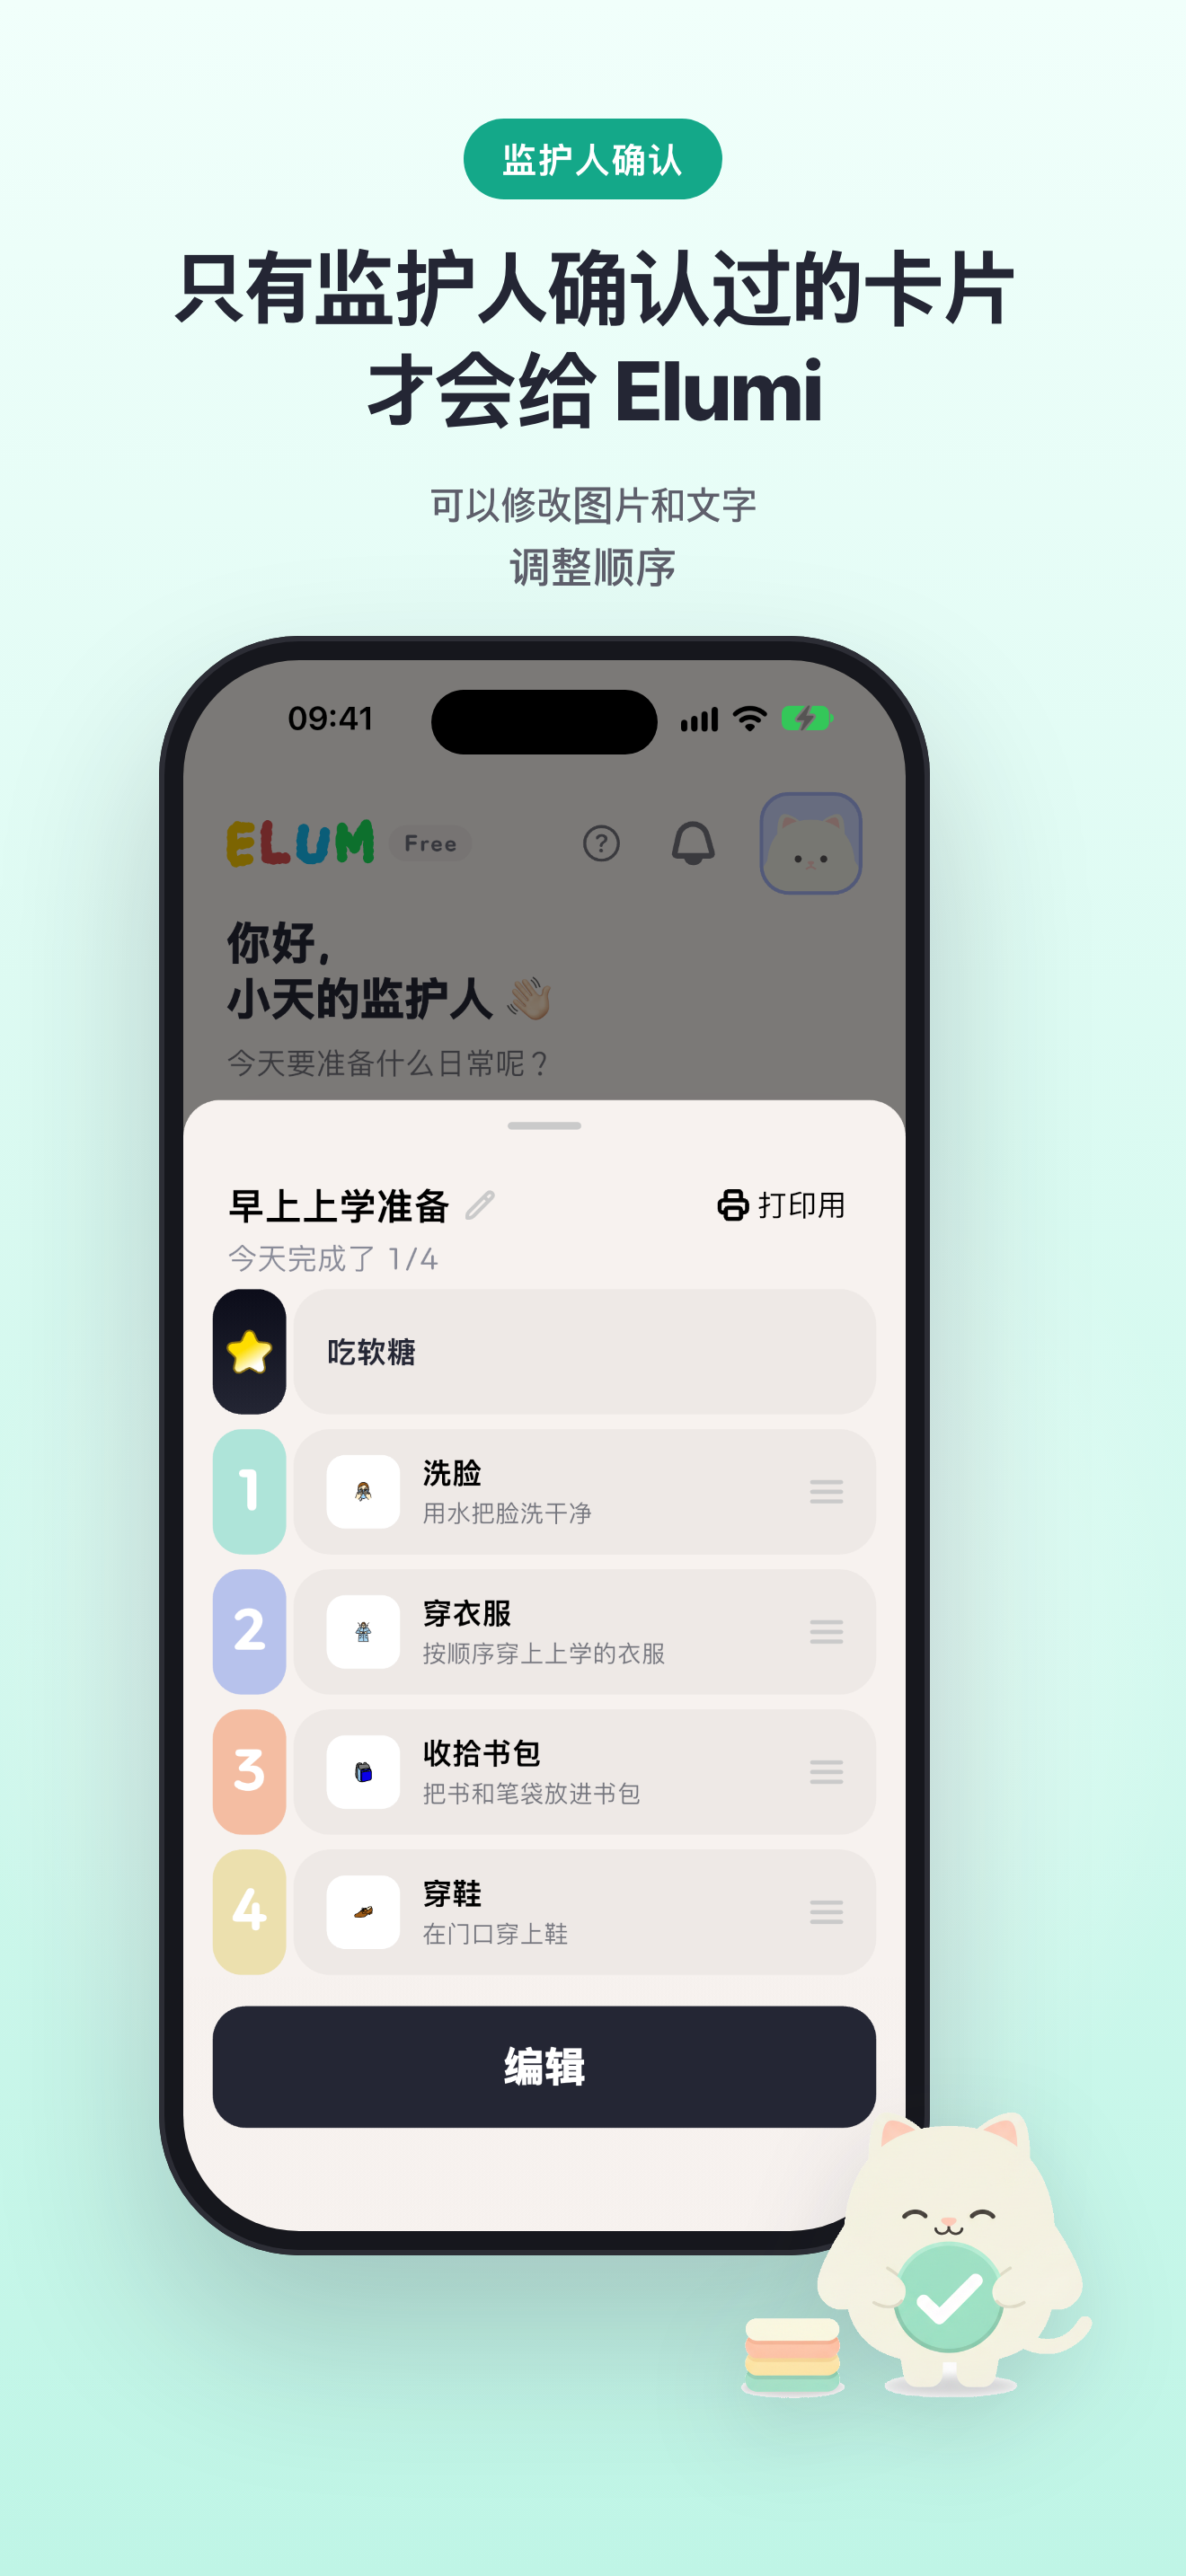 监护人确认
只有监护人确认过的卡片
才会给 Elumi
可以修改图片和文字
调整顺序
09:41
ELUM Free
你好,
小天的监护人 👋
今天要准备什么日常呢？
早上上学准备
打印用
今天完成了 1/4
吃软糖
1
洗脸
用水把脸洗干净
2
穿衣服
按顺序穿上上学的衣服
3
收拾书包
把书和笔袋放进书包
4
穿鞋
在门口穿上鞋
编辑